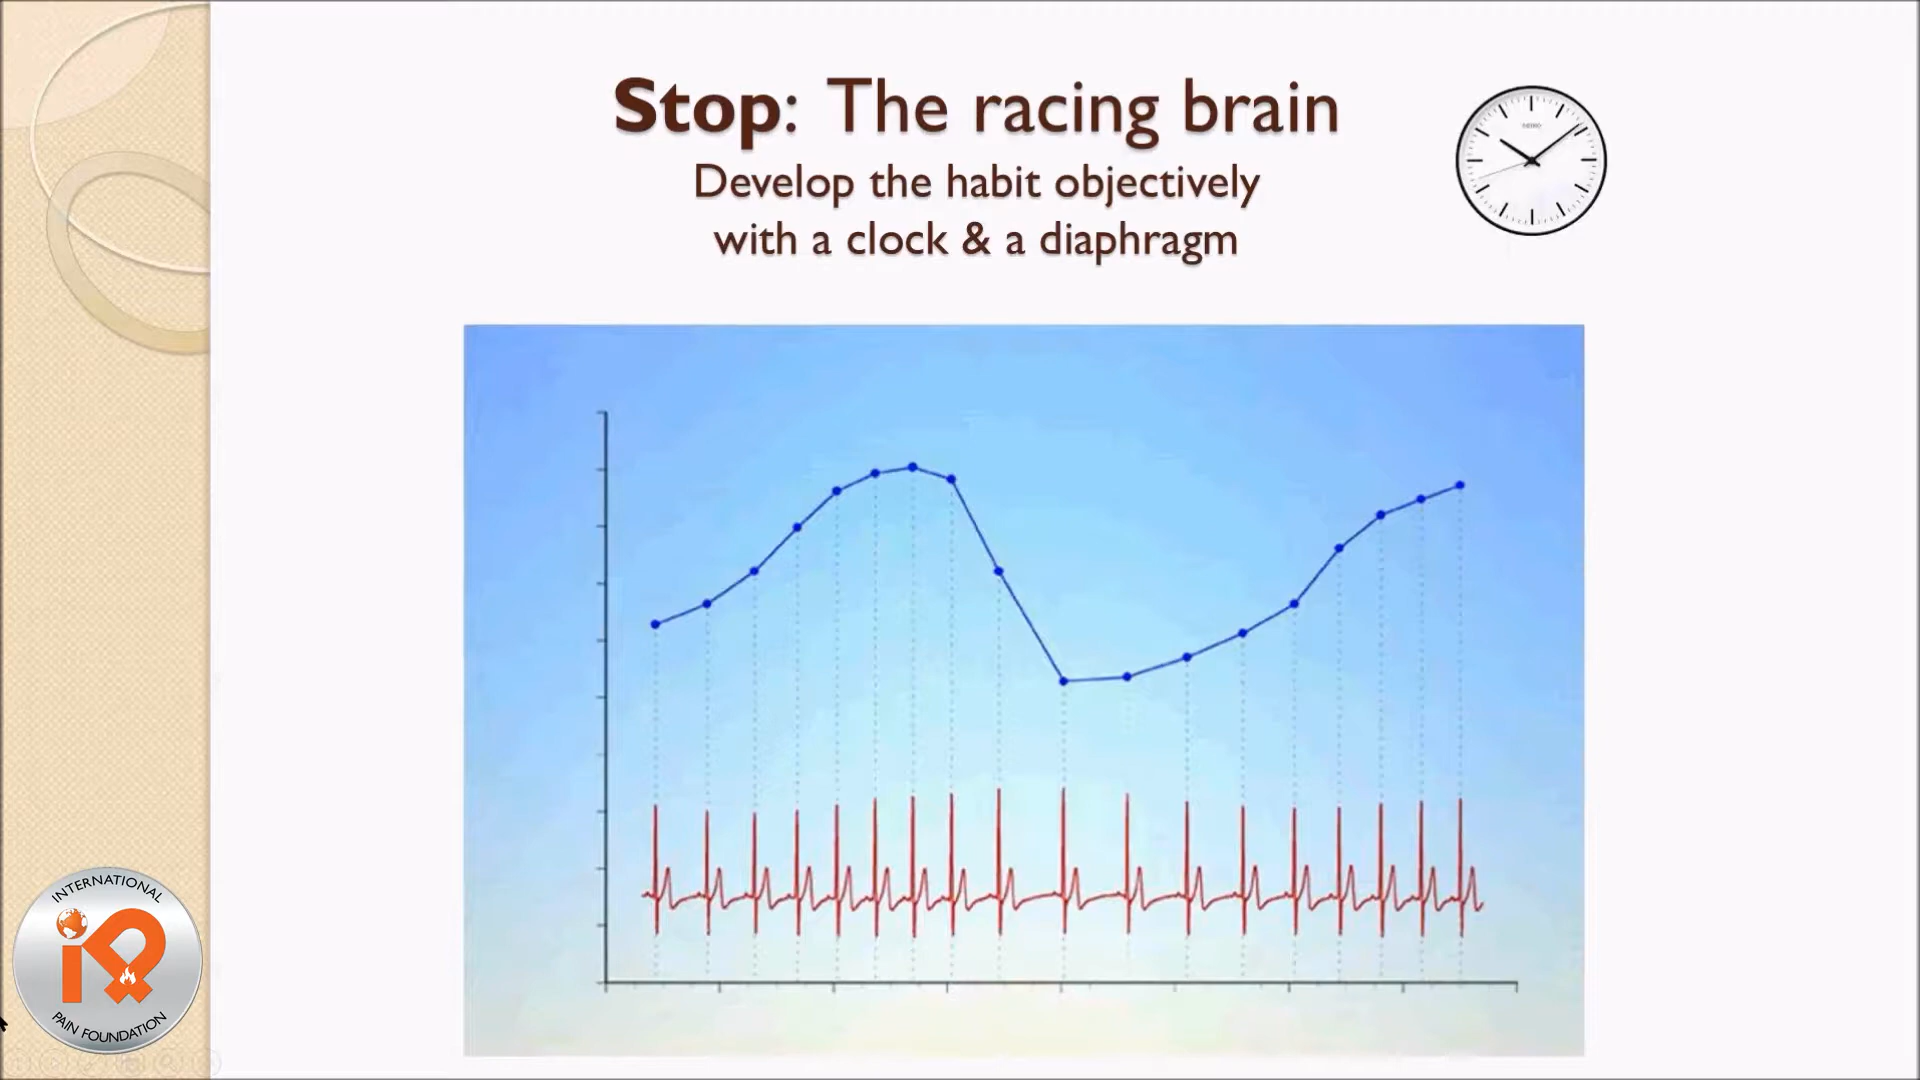 Stop: The racing brain
Develop the habit objectively
with a clock & a diaphragm
INTERNATIONAL
PAIN FOUNDATION